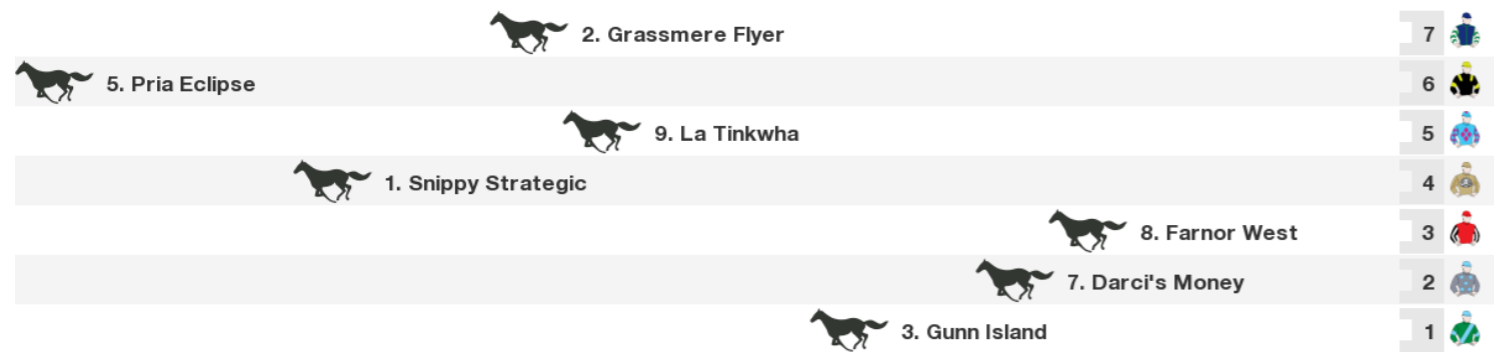 2. Grassmere Flyer 7
5. Pria Eclipse 6
9. La Tinkwha 5
1. Snippy Strategic 4
8. Farnor West 3
7. Darci's Money 2
3. Gunn Island 1